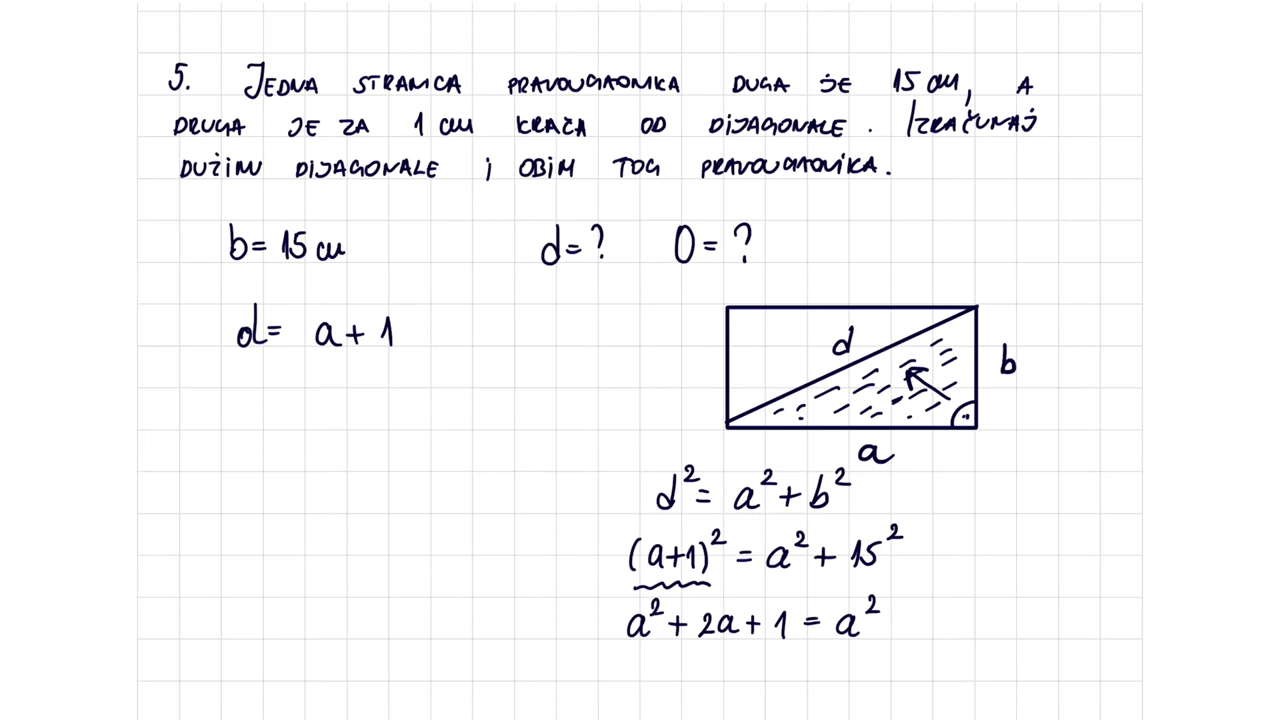 5. JEDNA STRANICA PRAVOUGAONIKA DUGA JE 15 cm, A
DRUGA JE ZA 1 cm KRAĆA OD DIJAGONALE. IZRAČUNAJ
DUŽINU DIJAGONALE I OBIM TOG PRAVOUGAONIKA.
b = 15 cm d = ? O = ?
d = a + 1
d
b
a
d² = a² + b²
(a+1)² = a² + 15²
a² + 2a + 1 = a²